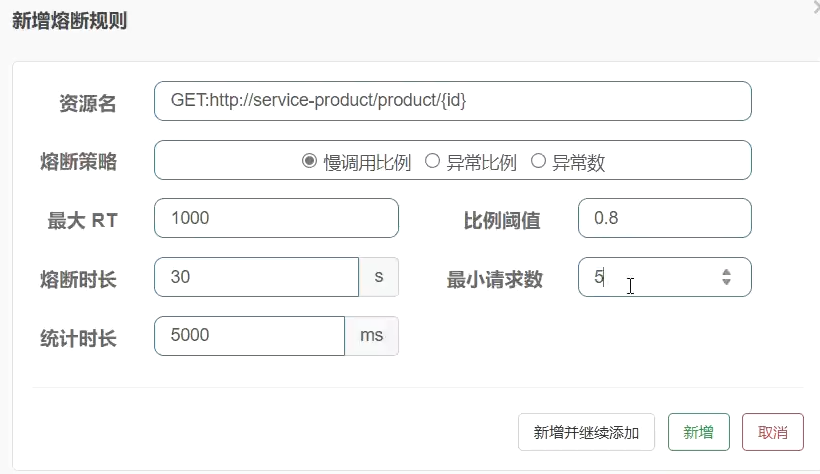 新增熔断规则
资源名 GET:http://service-product/product/{id}
熔断策略 慢调用比例 异常比例 异常数
最大 RT 1000 比例阈值 0.8
熔断时长 30 s 最小请求数 5
统计时长 5000 ms
新增并继续添加 新增 取消